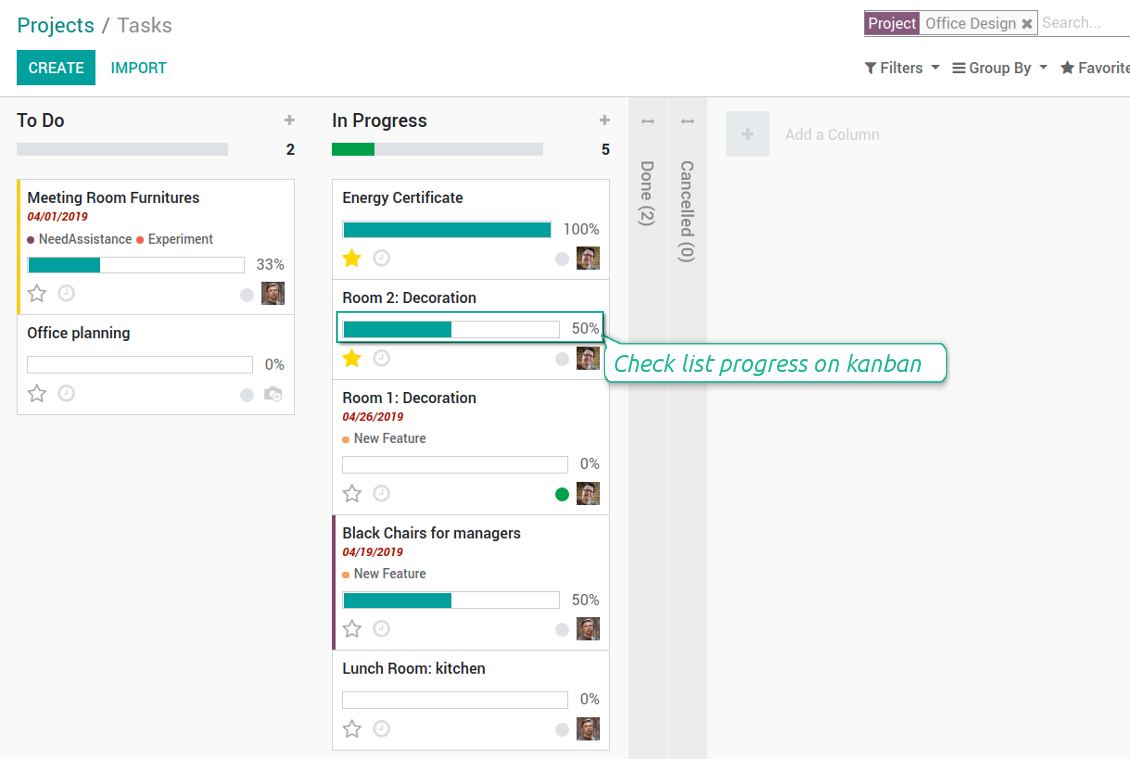 Projects / Tasks
Project Office Design ✖ Search...
CREATE IMPORT
Filters Group By Favorite
To Do +
2
Meeting Room Furnitures
04/01/2019
NeedAssistance Experiment
33%
Office planning
0%
In Progress +
5
Energy Certificate
100%
Room 2: Decoration
50%
Check list progress on kanban
Room 1: Decoration
04/26/2019
New Feature
0%
Black Chairs for managers
04/19/2019
New Feature
50%
Lunch Room: kitchen
0%
Done (2)
Cancelled (0)
+ Add a Column